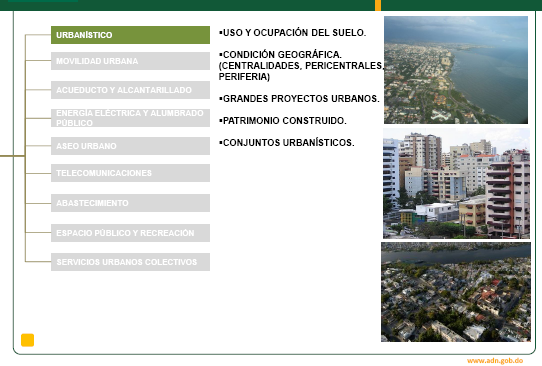 URBANÍSTICO
MOVILIDAD URBANA
ACUEDUCTO Y ALCANTARILLADO
ENERGÍA ELÉCTRICA Y ALUMBRADO
PÚBLICO
ASEO URBANO
TELECOMUNICACIONES
ABASTECIMIENTO
ESPACIO PÚBLICO Y RECREACIÓN
SERVICIOS URBANOS COLECTIVOS
▪USO Y OCUPACIÓN DEL SUELO.
▪CONDICIÓN GEOGRÁFICA.
(CENTRALIDADES, PERICENTRALES,
PERIFERIA)
▪GRANDES PROYECTOS URBANOS.
▪PATRIMONIO CONSTRUIDO.
▪CONJUNTOS URBANÍSTICOS.
www.adn.gob.do